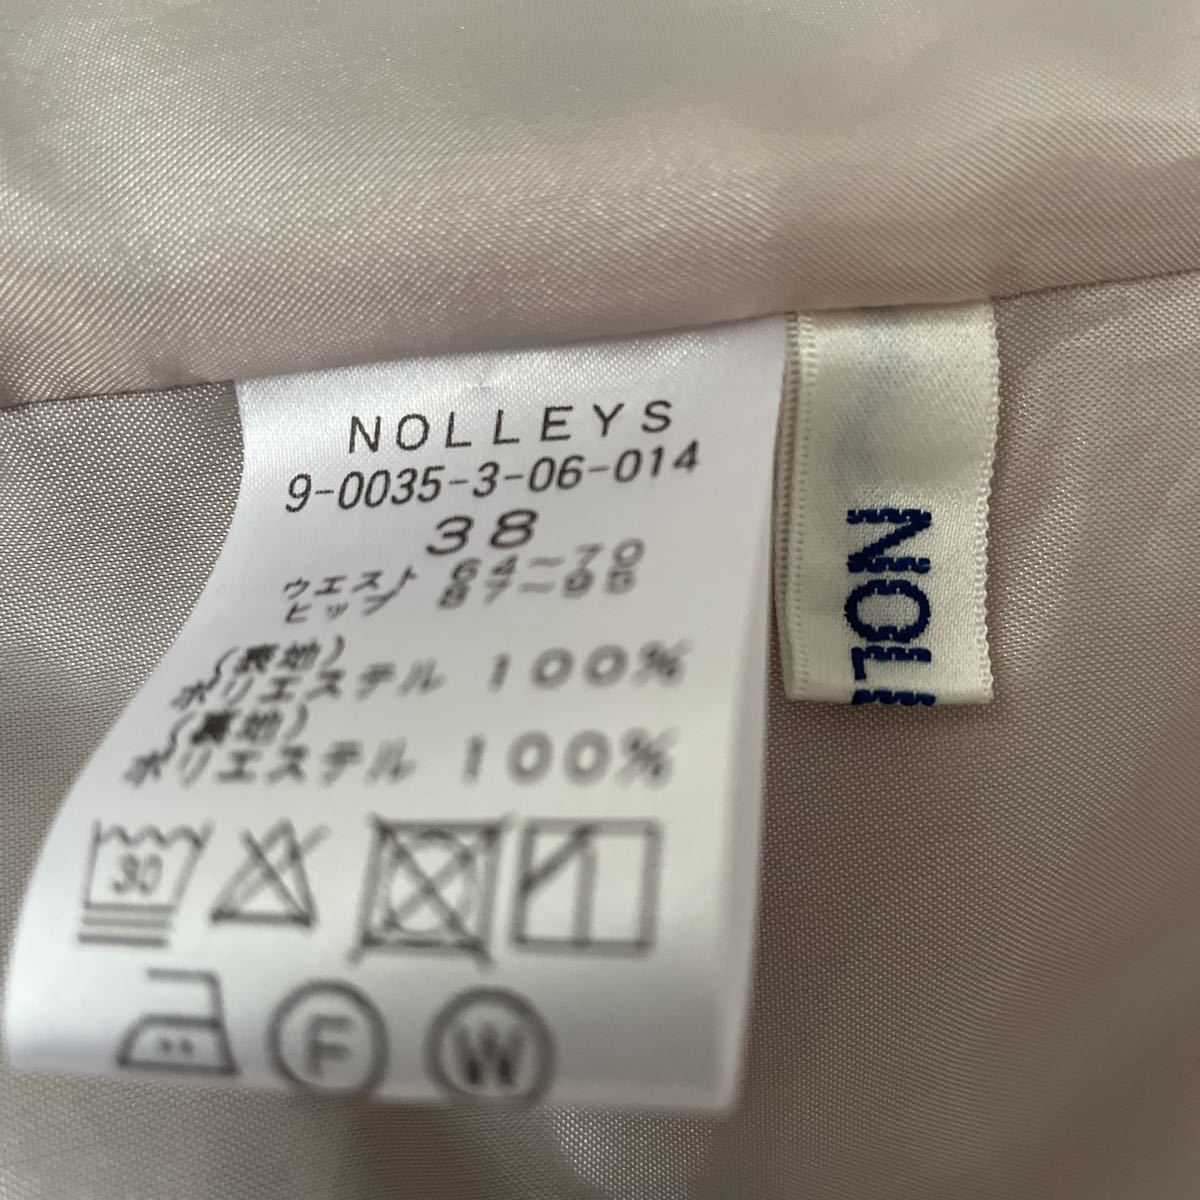 NOLLEYS
9-0035-3-06-014
38
ウエスト 64-70
ヒップ 87-95
(表地)
ポリエステル 100%
(裏地)
ポリエステル 100%
30
F W
NOLL